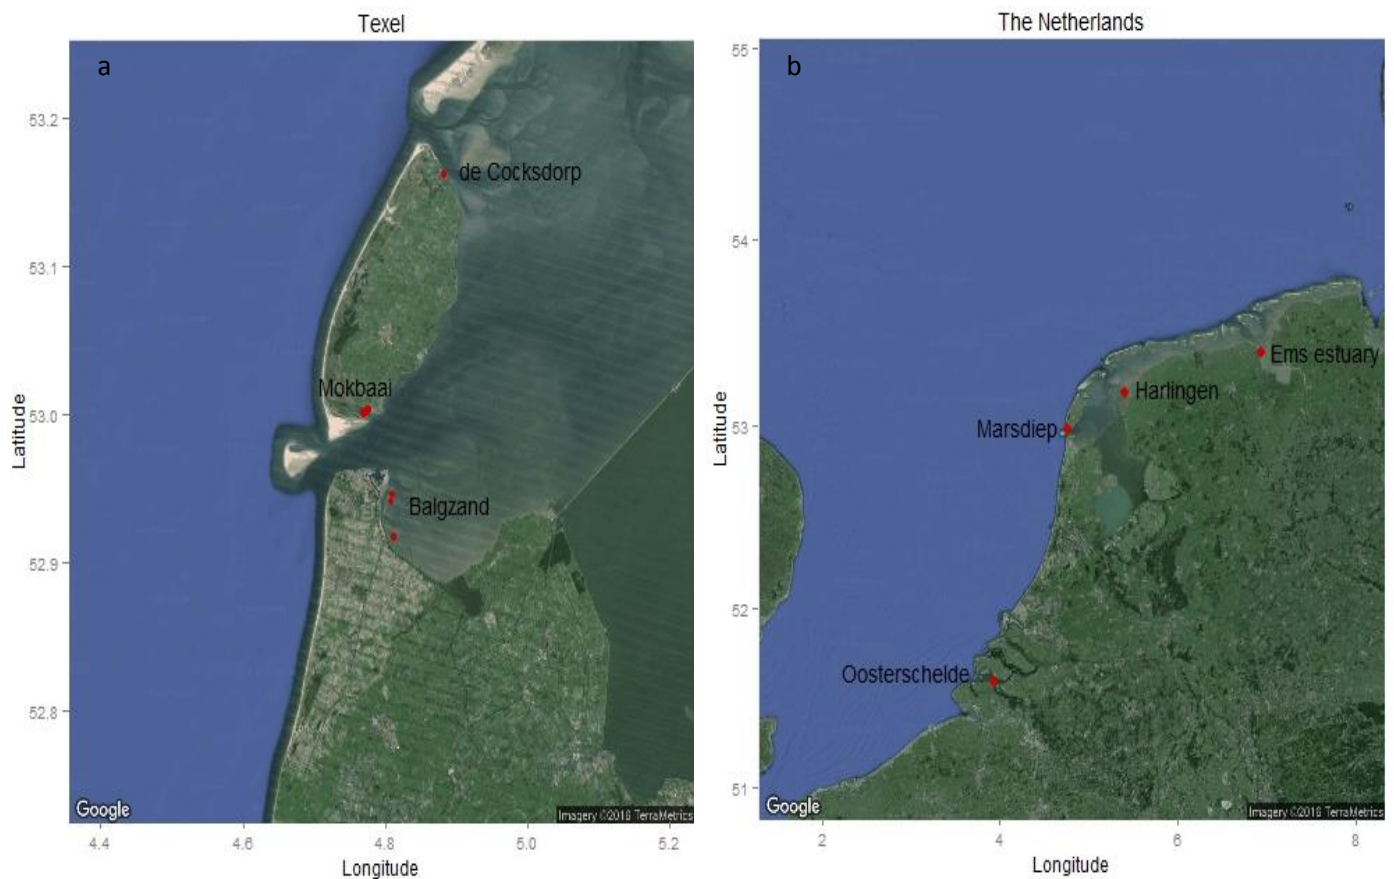 Texel
a
53.2
53.1
53.0
52.9
52.8
Latitude
de Cocksdorp
Mokbaai
Balgzand
Google
Imagery ©2016 TerraMetrics
4.4 4.6 4.8 5.0 5.2
Longitude
The Netherlands
b
55
54
53
52
51
Latitude
Ems estuary
Harlingen
Marsdiep
Oosterschelde
Google
Imagery ©2016 TerraMetrics
2 4 6 8
Longitude